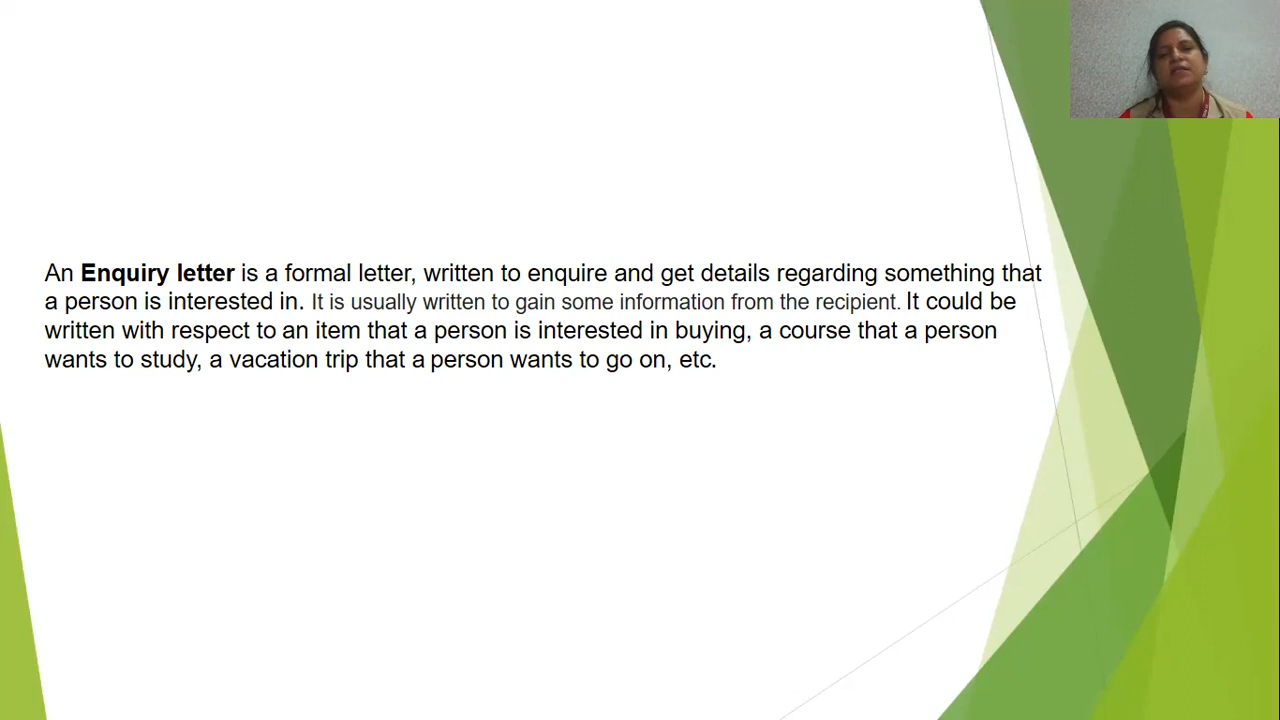 An Enquiry letter is a formal letter, written to enquire and get details regarding something that
a person is interested in. It is usually written to gain some information from the recipient. It could be
written with respect to an item that a person is interested in buying, a course that a person
wants to study, a vacation trip that a person wants to go on, etc.